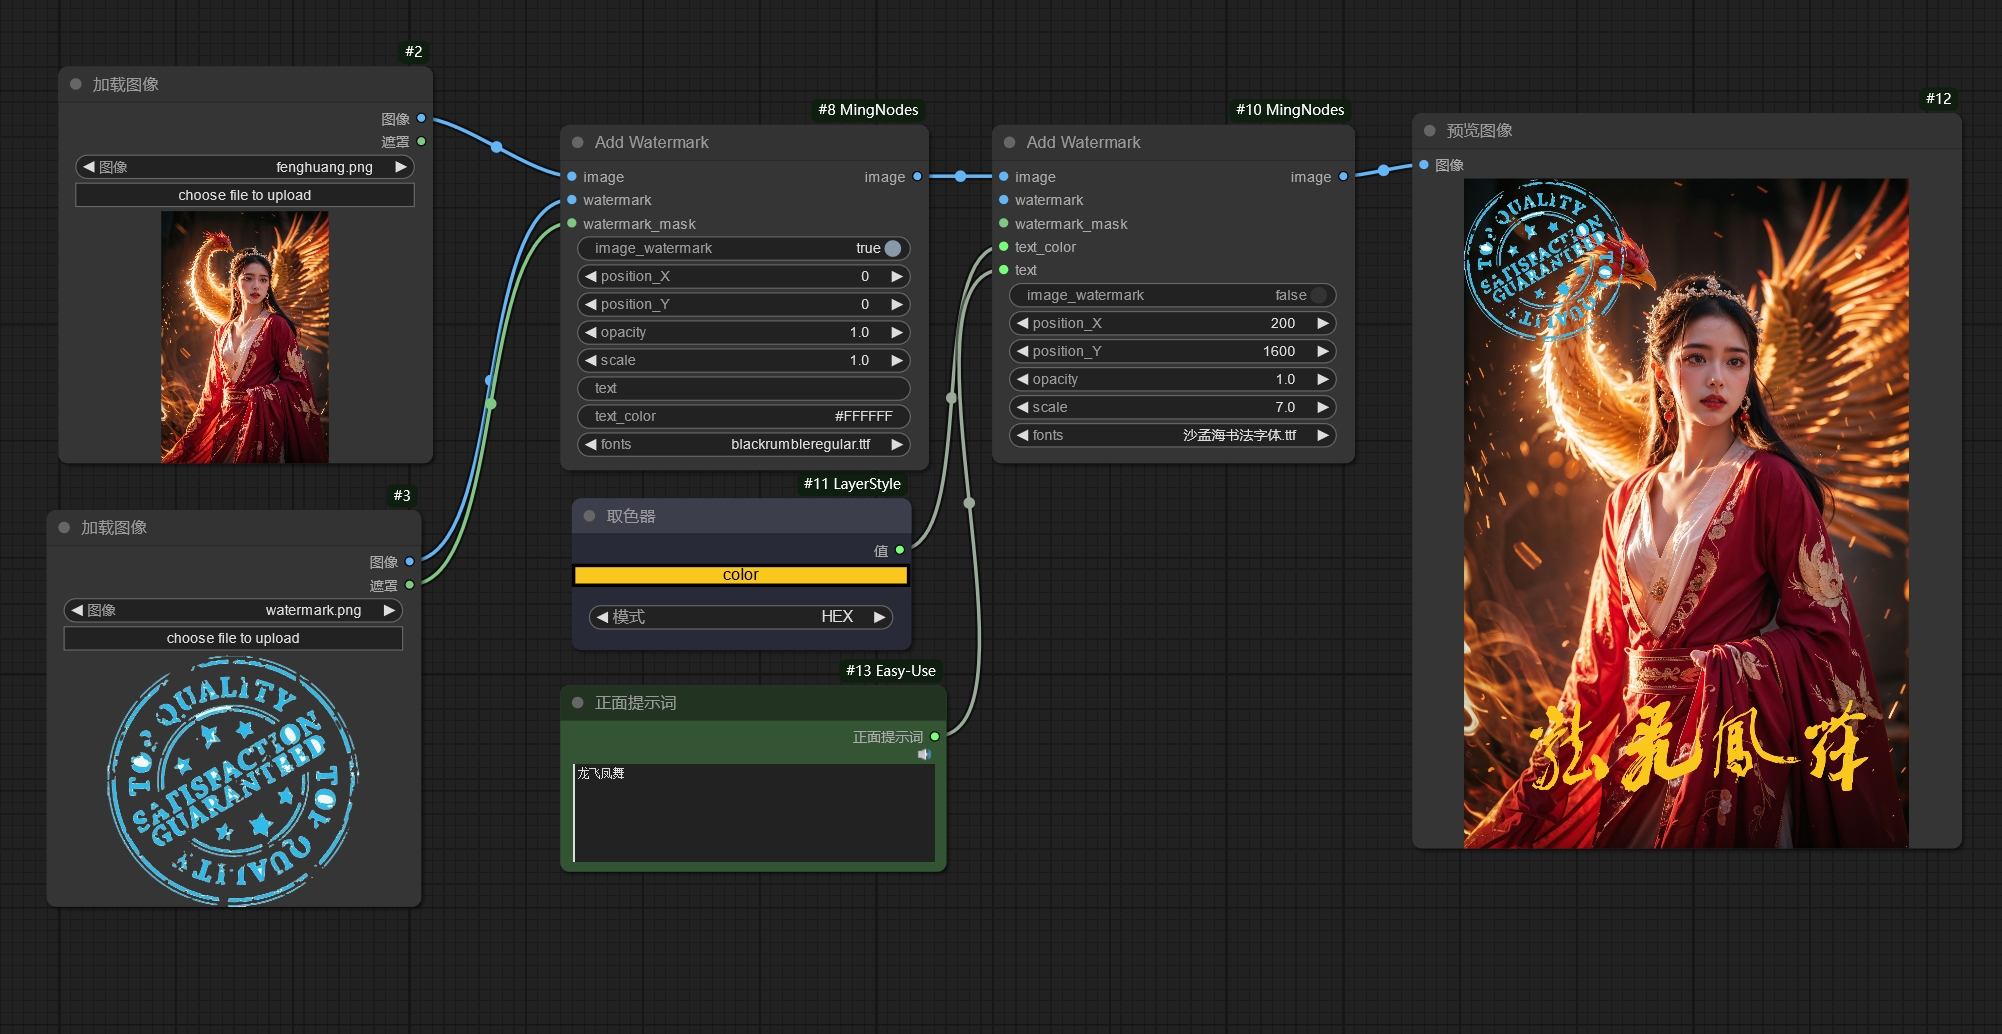 #2
加载图像
图像
遮罩
图像 fenghuang.png
choose file to upload
#3
加载图像
图像
遮罩
图像 watermark.png
choose file to upload
TOP QUALITY
SATISFACTION
GUARANTEED
TOP QUALITY
#8 MingNodes
Add Watermark
image image
watermark
watermark_mask
image_watermark true
position_X 0
position_Y 0
opacity 1.0
scale 1.0
text
text_color #FFFFFF
fonts blackrumbleregular.ttf
#11 LayerStyle
取色器
值
color
模式 HEX
#13 Easy-Use
正面提示词
正面提示词
龙飞凤舞
#10 MingNodes
Add Watermark
image image
watermark
watermark_mask
text_color
text
image_watermark false
position_X 200
position_Y 1600
opacity 1.0
scale 7.0
fonts 沙孟海书法字体.ttf
#12
预览图像
图像
TOP QUALITY
SATISFACTION
GUARANTEED
TOP QUALITY
龍飛鳳舞